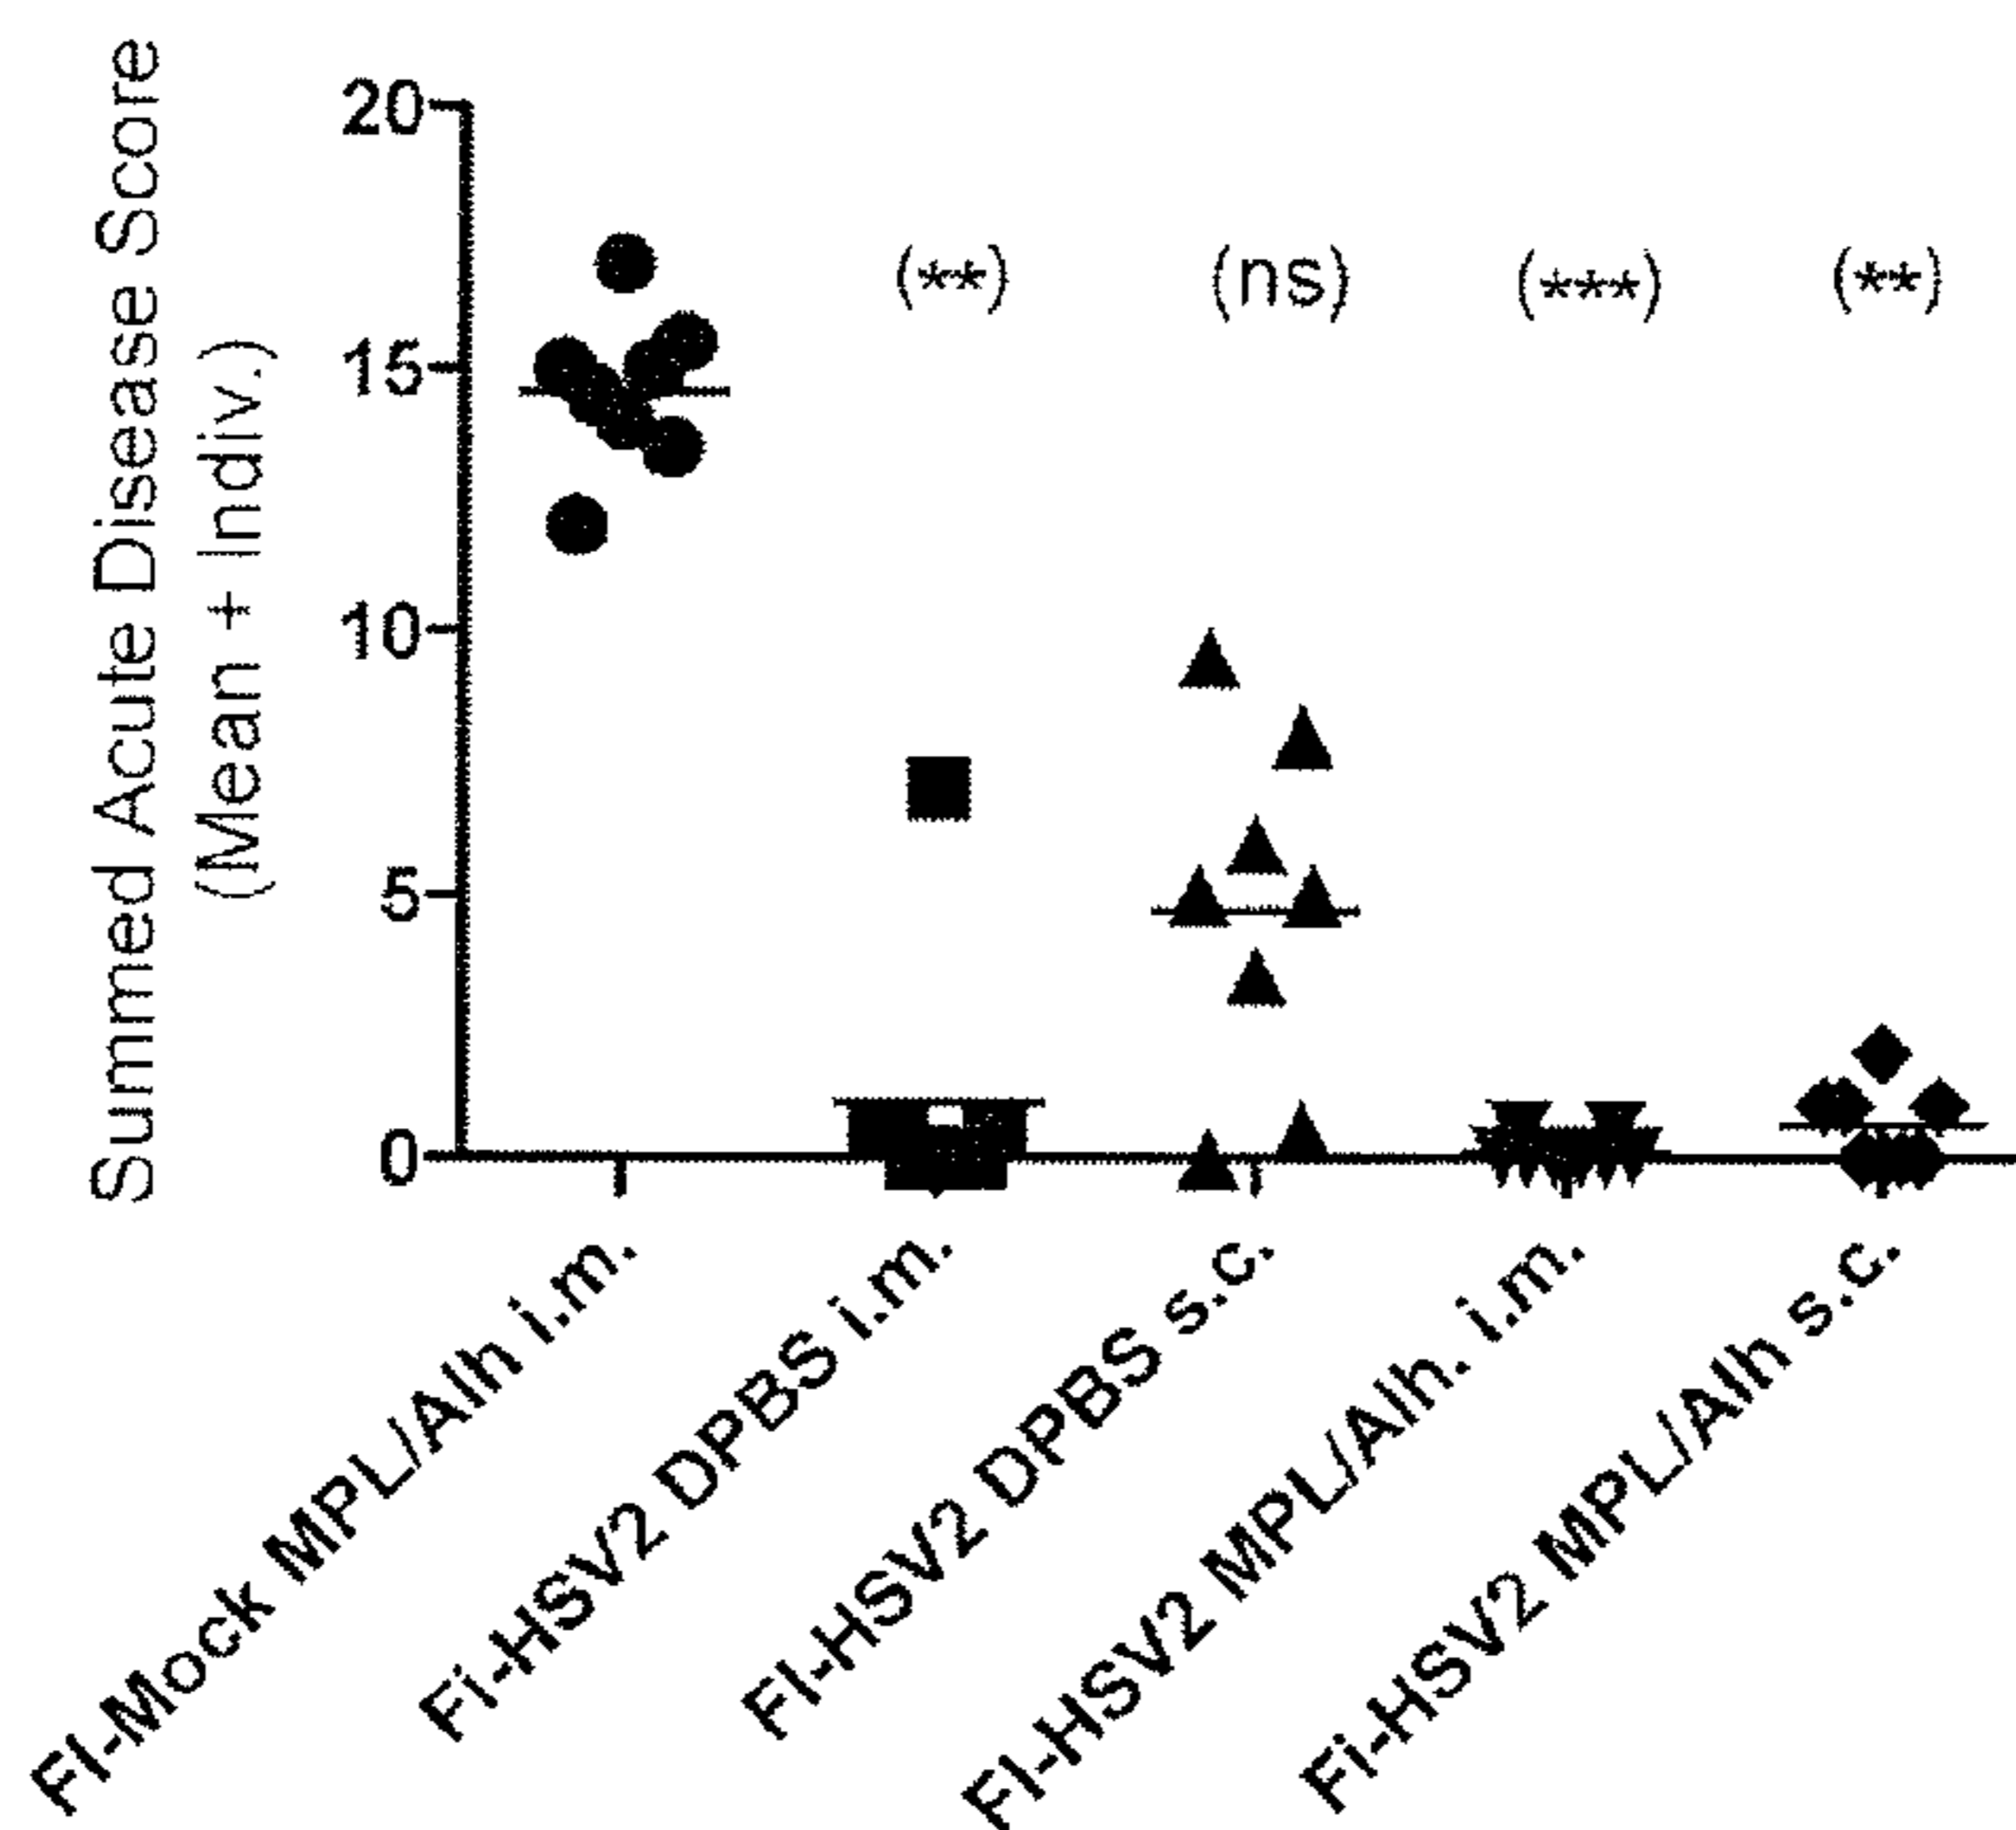 Summed Acute Disease Score
(Mean + Indiv.)
20
15
10
5
0
(**)
(ns)
(***)
(**)
FI-Mock MPL/Alh i.m.
Fi-HSV2 DPBS i.m.
FI-HSV2 DPBS s.c.
FI-HSV2 MPL/Alh. i.m.
Fi-HSV2 MPL/Alh s.c.